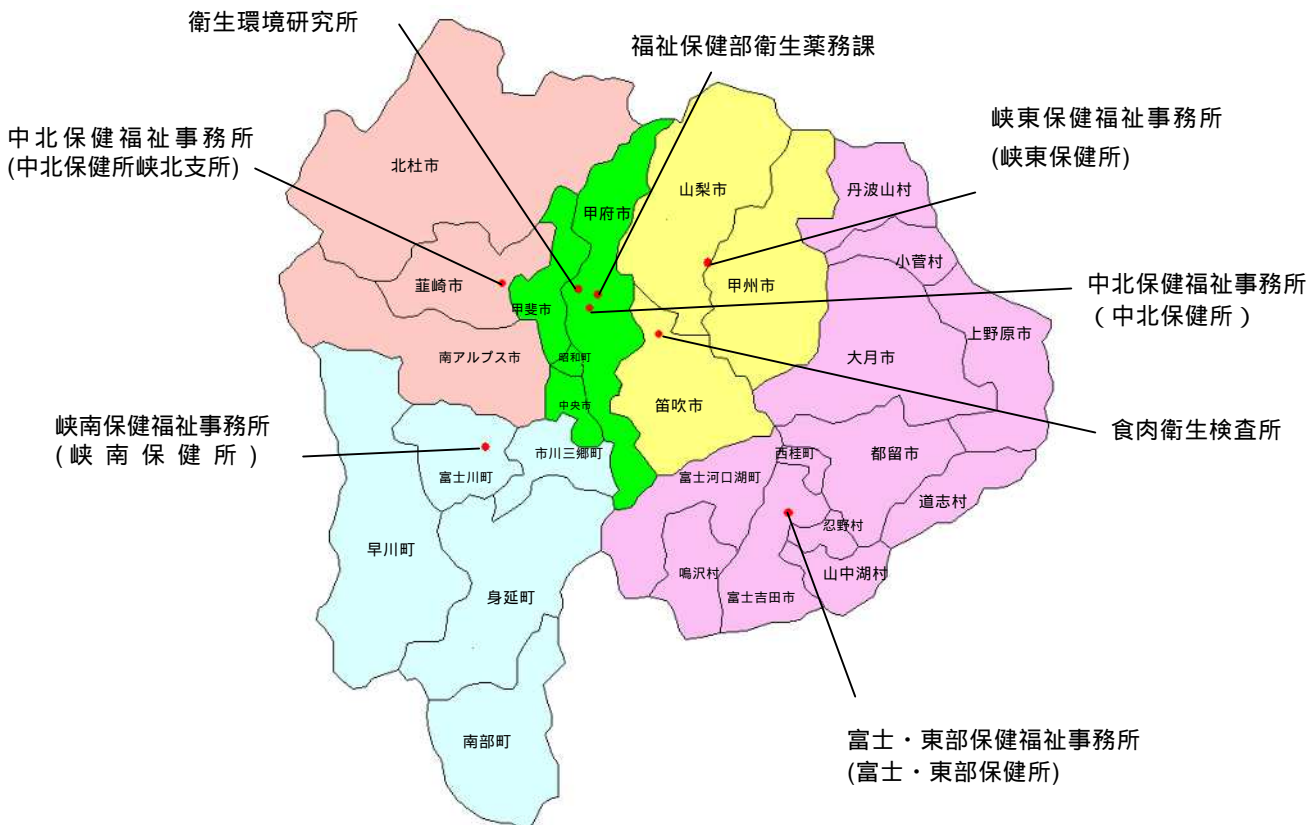 衛生環境研究所
福祉保健部衛生薬務課
中北保健福祉事務所
(中北保健所峡北支所)
峡東保健福祉事務所
(峡東保健所)
北杜市
山梨市
丹波山村
甲府市
小菅村
韮崎市
甲斐市
甲州市
中北保健福祉事務所
(中北保健所)
上野原市
南アルプス市
昭和町
大月市
中央市
笛吹市
峡南保健福祉事務所
(峡南保健所)
食肉衛生検査所
市川三郷町
西桂町
都留市
富士川町
富士河口湖町
道志村
忍野村
早川町
鳴沢村
山中湖村
身延町
富士吉田市
南部町
富士・東部保健福祉事務所
(富士・東部保健所)